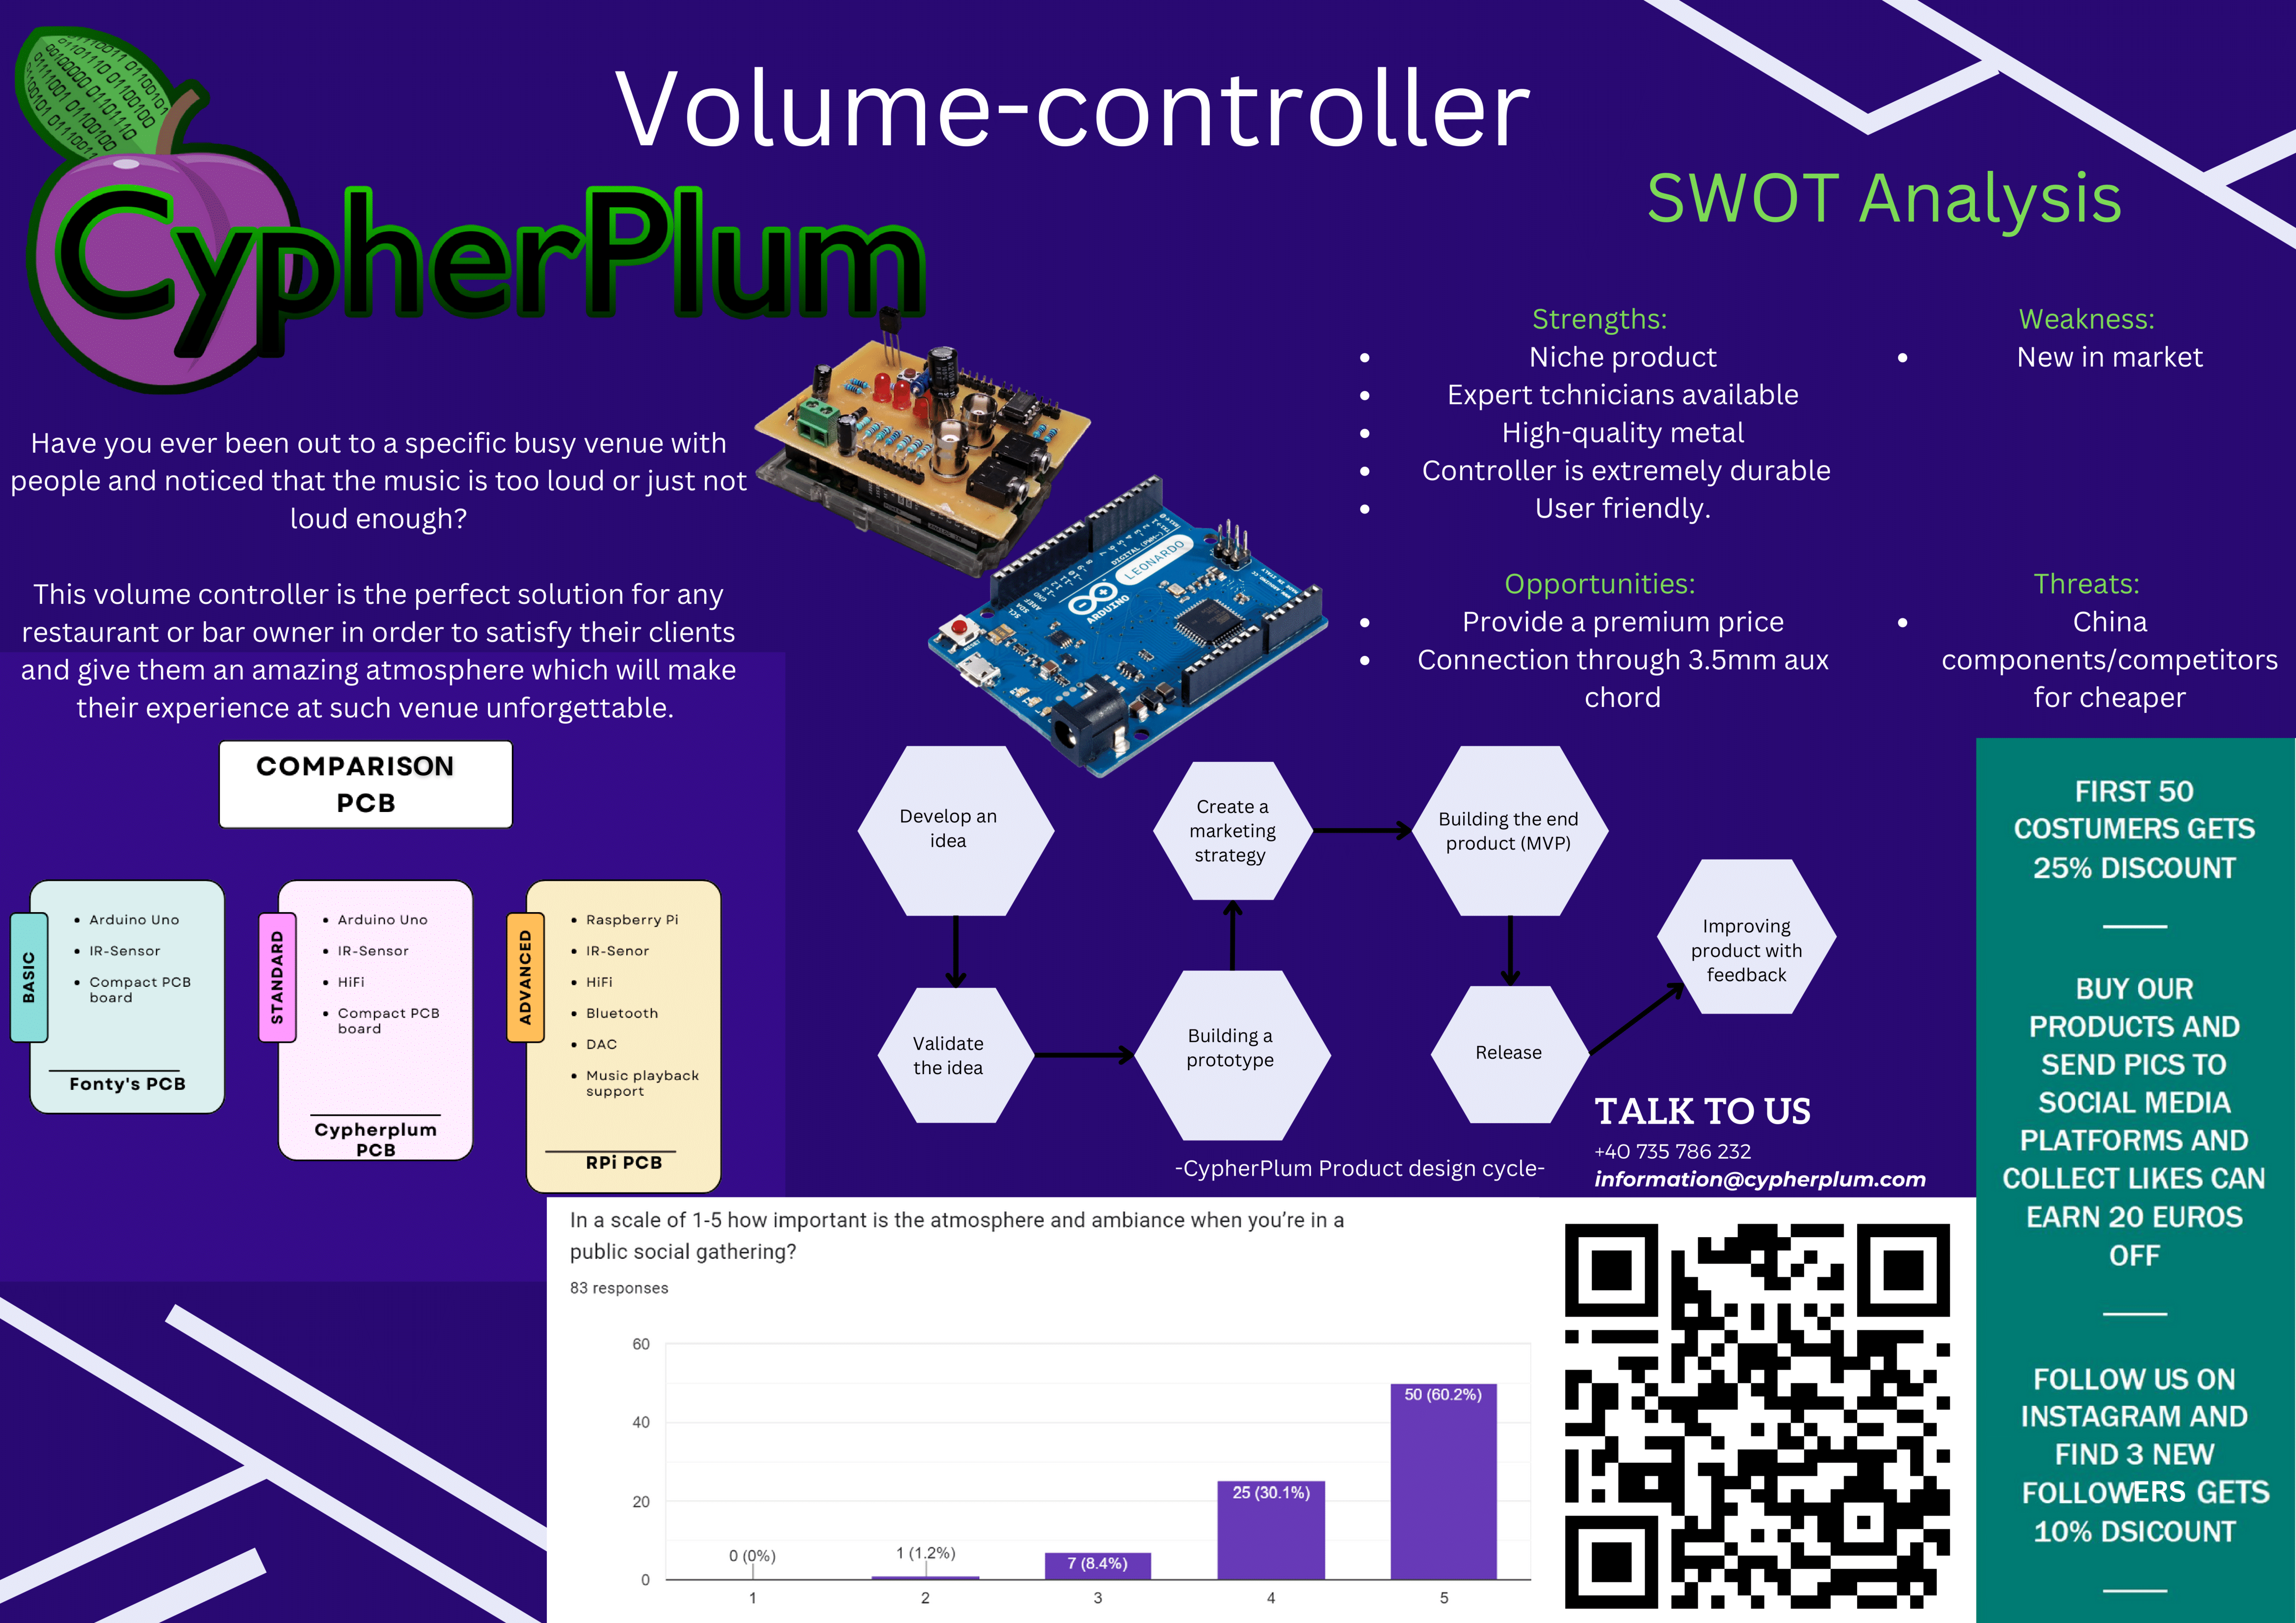 Volume-controller
CypherPlum
SWOT Analysis
Have you ever been out to a specific busy venue with
people and noticed that the music is too loud or just not
loud enough?
This volume controller is the perfect solution for any
restaurant or bar owner in order to satisfy their clients
and give them an amazing atmosphere which will make
their experience at such venue unforgettable.
LEONARDO
ARDUINO
Strengths:
Niche product
Expert tchnicians available
High-quality metal
Controller is extremely durable
User friendly.
Weakness:
New in market
Opportunities:
Provide a premium price
Connection through 3.5mm aux
chord
Threats:
China
components/competitors
for cheaper
COMPARISON
PCB
BASIC
Arduino Uno
IR-Sensor
Compact PCB
board
Fonty's PCB
STANDARD
Arduino Uno
IR-Sensor
HiFi
Compact PCB
board
Cypherplum
PCB
ADVANCED
Raspberry Pi
IR-Senor
HiFi
Bluetooth
DAC
Music playback
support
RPi PCB
Develop an
idea
Validate
the idea
Building a
prototype
Create a
marketing
strategy
Building the end
product (MVP)
Release
Improving
product with
feedback
-CypherPlum Product design cycle-
TALK TO US
+40 735 786 232
information@cypherplum.com
In a scale of 1-5 how important is the atmosphere and ambiance when you're in a
public social gathering?
83 responses
60
40
20
0
0 (0%)
1 (1.2%)
7 (8.4%)
25 (30.1%)
50 (60.2%)
1
2
3
4
5
FIRST 50
COSTUMERS GETS
25% DISCOUNT
BUY OUR
PRODUCTS AND
SEND PICS TO
SOCIAL MEDIA
PLATFORMS AND
COLLECT LIKES CAN
EARN 20 EUROS
OFF
FOLLOW US ON
INSTAGRAM AND
FIND 3 NEW
FOLLOWERS GETS
10% DSICOUNT